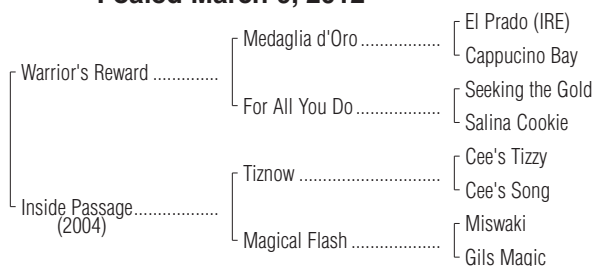 Foaled March , 2012
El Prado (IRE)
Medaglia d'Oro ..................
Cappucino Bay
Warrior's Reward ..............
Seeking the Gold
For All You Do ...................
Salina Cookie
Cee's Tizzy
Tiznow ................................
Cee's Song
Inside Passage...................
(2004)
Miswaki
Magical Flash ....................
Gils Magic